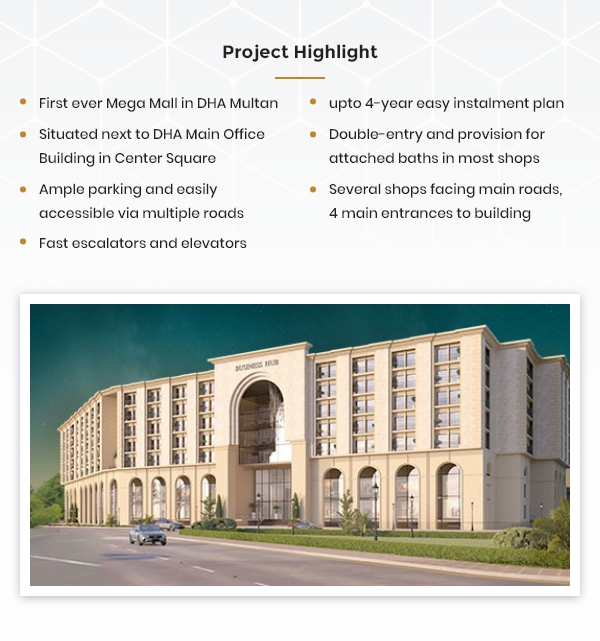 Project Highlight
First ever Mega Mall in DHA Multan
Situated next to DHA Main Office
Building in Center Square
Ample parking and easily
accessible via multiple roads
Fast escalators and elevators
upto 4-year easy instalment plan
Double-entry and provision for
attached baths in most shops
Several shops facing main roads,
4 main entrances to building
BUSINESS HUB